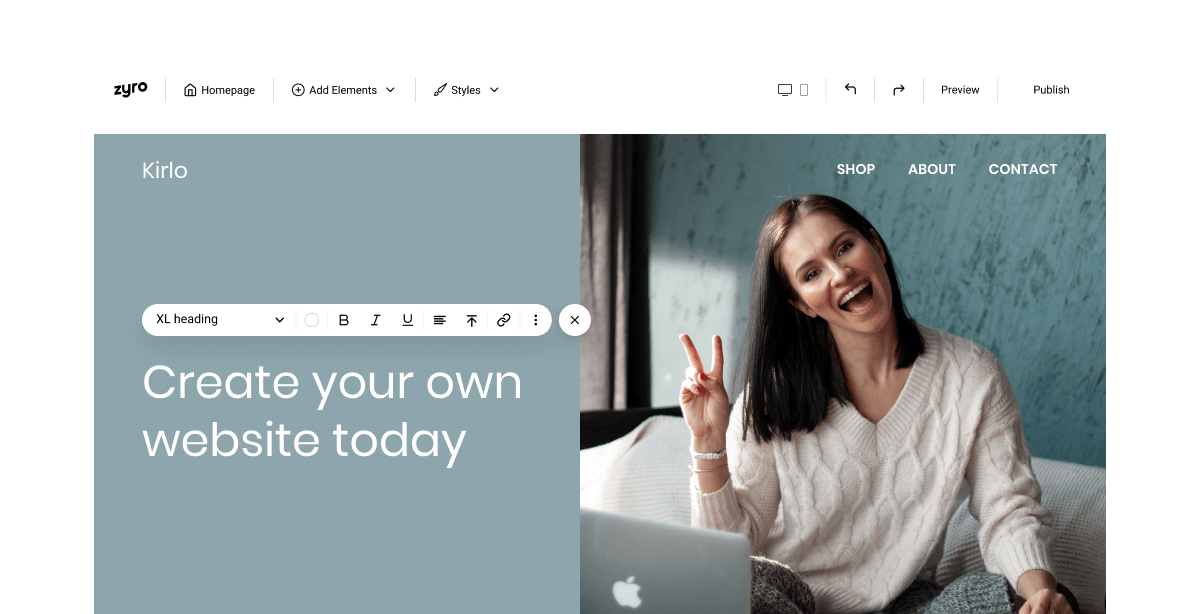 zyro
Homepage
Add Elements
Styles
Preview
Publish
Kirlo
SHOP ABOUT CONTACT
XL heading
B I U
Create your own
website today